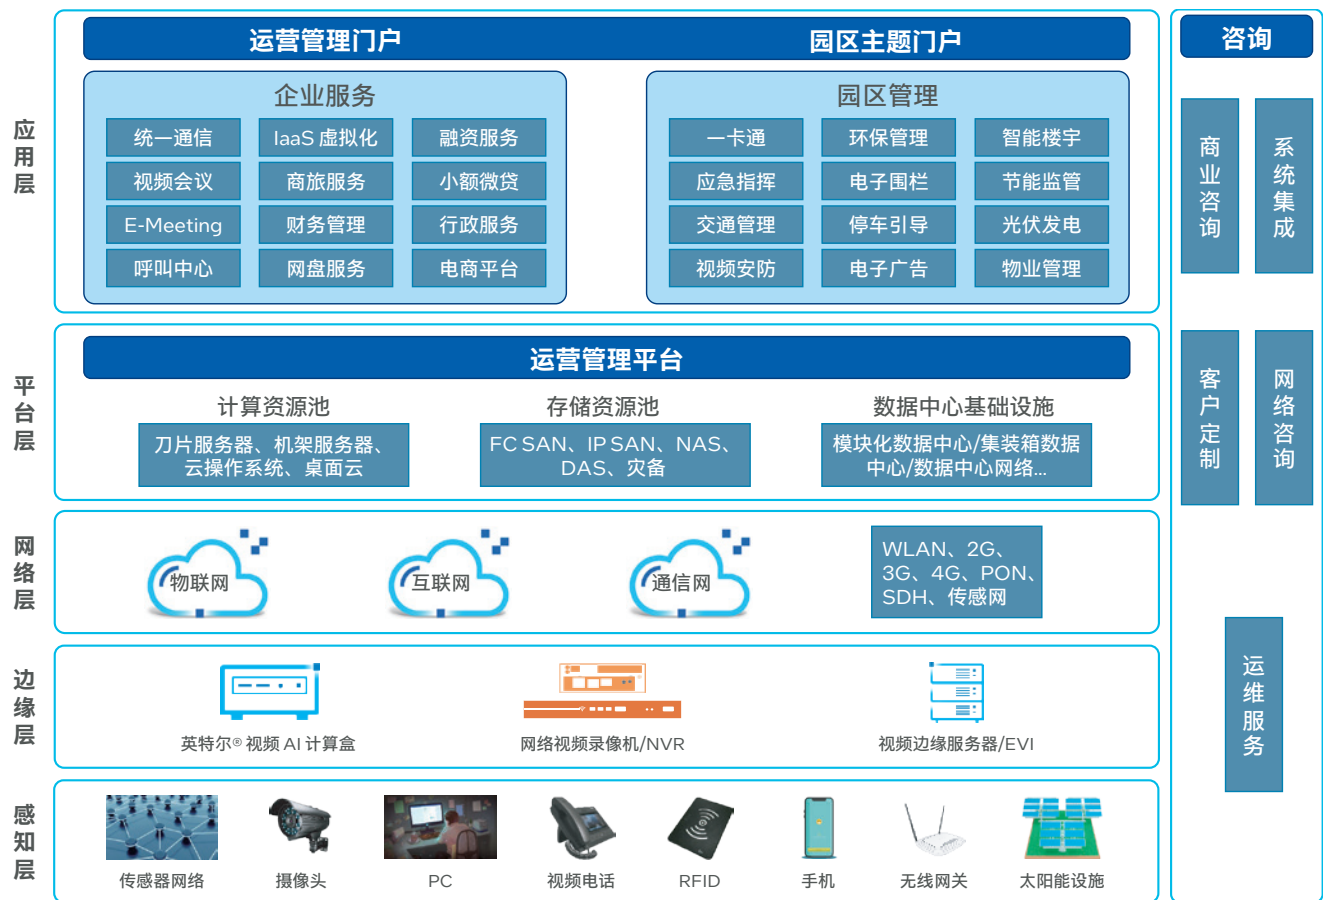 应用层
运营管理门户
园区主题门户
企业服务
统一通信
IaaS 虚拟化
融资服务
视频会议
商旅服务
小额微贷
E-Meeting
财务管理
行政服务
呼叫中心
网盘服务
电商平台
园区管理
一卡通
环保管理
智能楼宇
应急指挥
电子围栏
节能监管
交通管理
停车引导
光伏发电
视频安防
电子广告
物业管理
平台层
运营管理平台
计算资源池
刀片服务器、机架服务器、
云操作系统、桌面云
存储资源池
FC SAN、IP SAN、NAS、
DAS、灾备
数据中心基础设施
模块化数据中心/集装箱数据
中心/数据中心网络...
网络层
物联网
互联网
通信网
WLAN、2G、
3G、4G、PON、
SDH、传感网
边缘层
英特尔® 视频 AI 计算盒
网络视频录像机/NVR
视频边缘服务器/EVI
感知层
传感器网络
摄像头
PC
视频电话
RFID
手机
无线网关
太阳能设施
咨询
商业咨询
系统集成
客户定制
网络咨询
运维服务